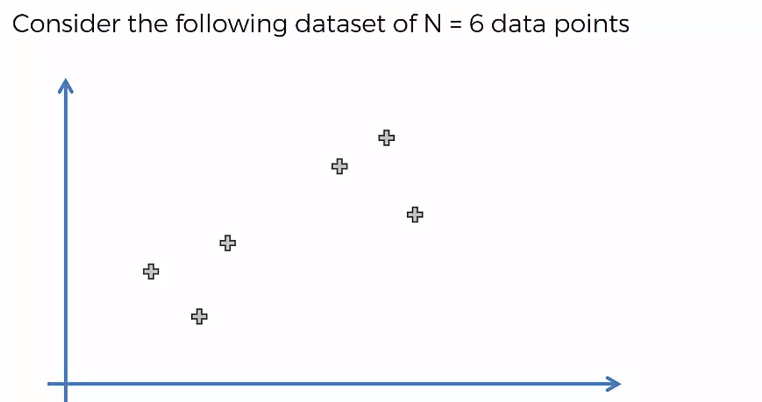 Consider the following dataset of N = 6 data points